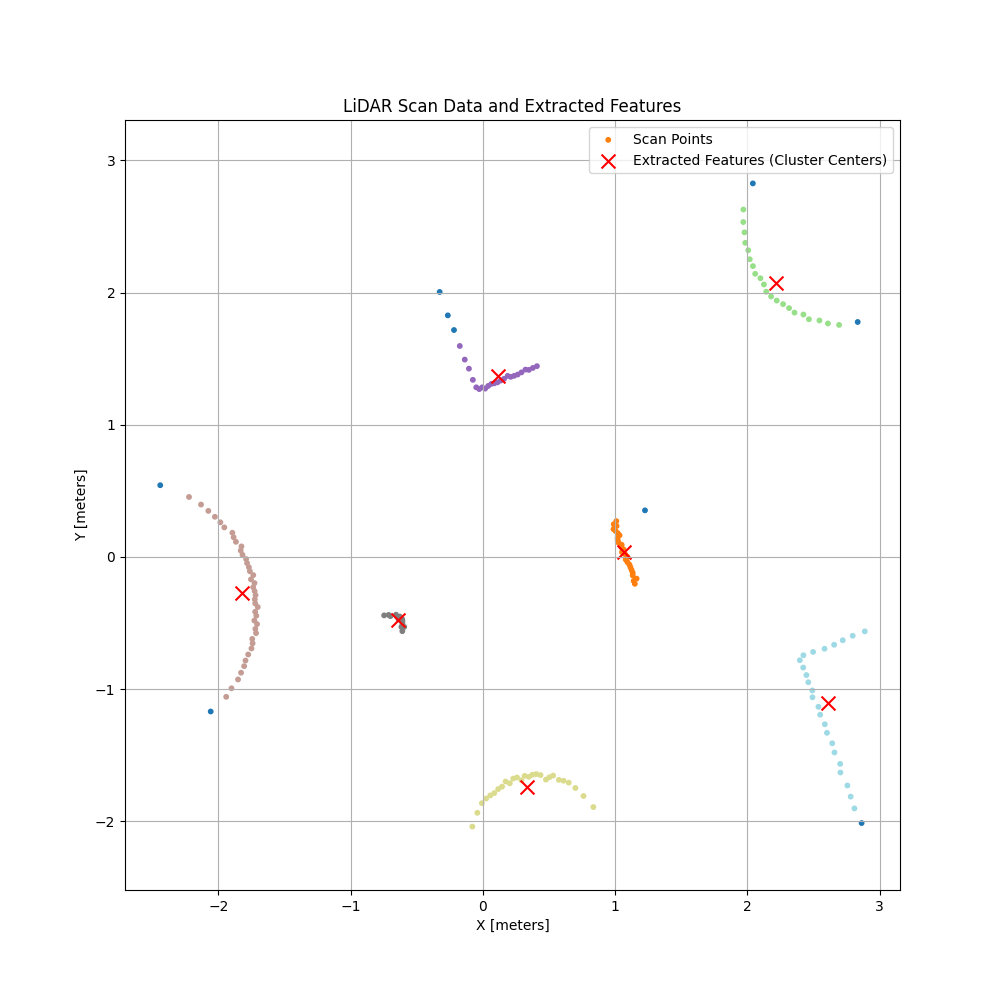 LiDAR Scan Data and Extracted Features
Scan Points
Extracted Features (Cluster Centers)
3
2
1
0
−1
−2
Y [meters]
−2 −1 0 1 2 3
X [meters]